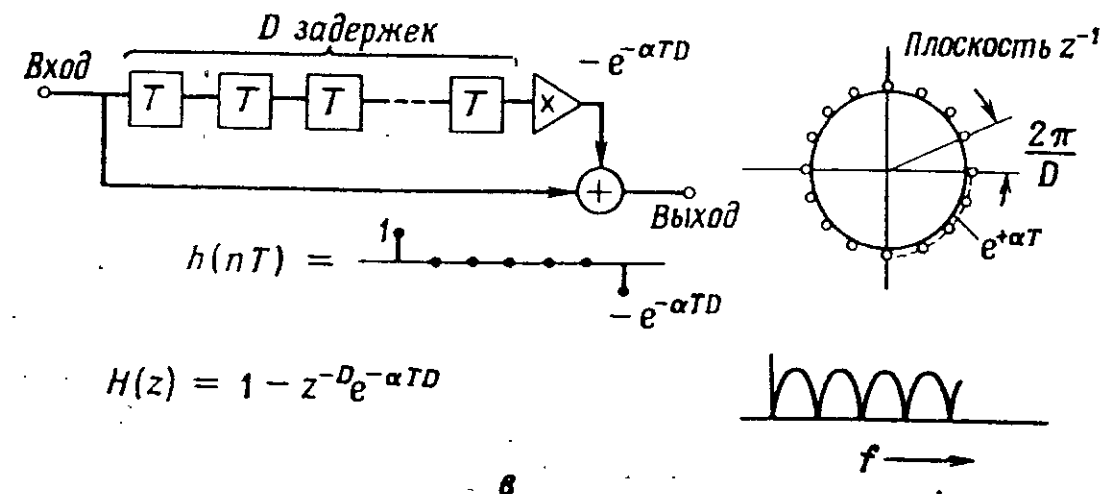 D задержек
Вход
T T T T
×
−e^{−αTD}
+
Выход
Плоскость z^{−1}
2π/D
e^{+αT}
h(nT) =
1
−e^{−αTD}
H(z) = 1 − z^{−D}e^{−αTD}
f
в